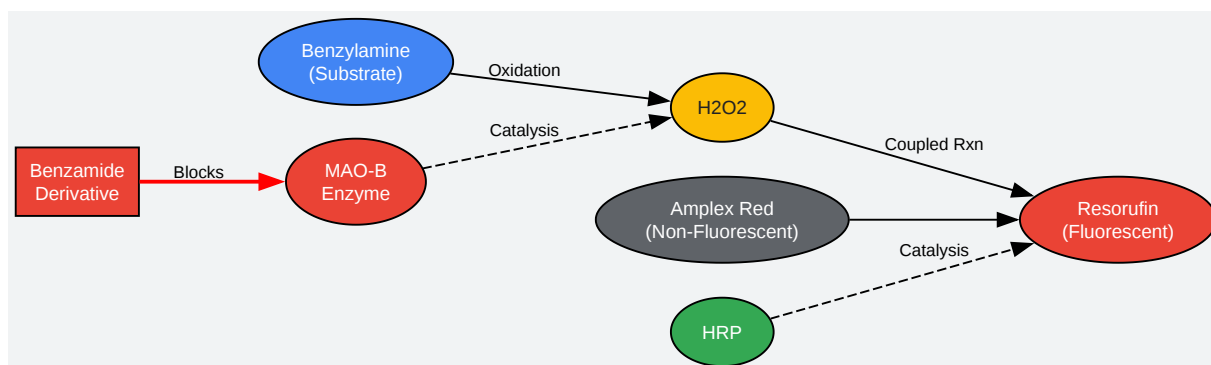 Benzylamine
(Substrate)
Oxidation
H2O2
Catalysis
Benzamide
Derivative
Blocks
MAO-B
Enzyme
Coupled Rxn
Amplex Red
(Non-Fluorescent)
Resorufin
(Fluorescent)
Catalysis
HRP